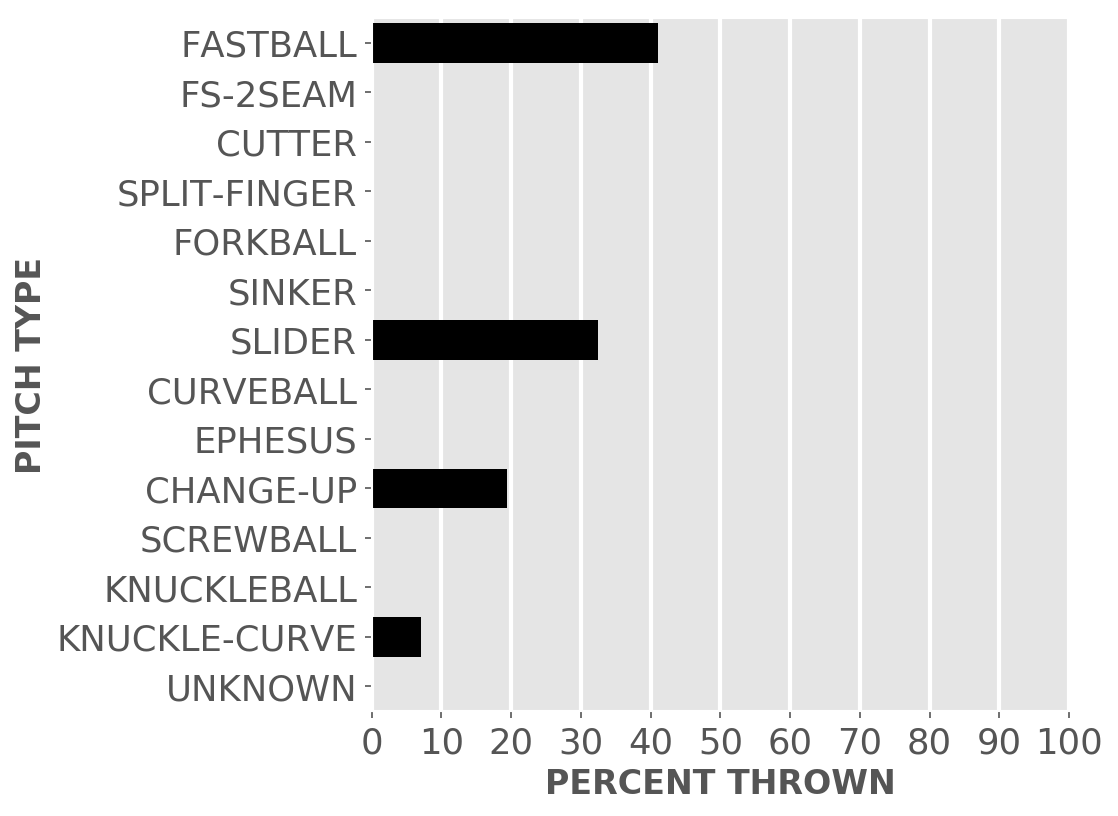 FASTBALL
FS-2SEAM
CUTTER
SPLIT-FINGER
FORKBALL
SINKER
SLIDER
CURVEBALL
EPHESUS
CHANGE-UP
SCREWBALL
KNUCKLEBALL
KNUCKLE-CURVE
UNKNOWN
PITCH TYPE
0 10 20 30 40 50 60 70 80 90 100
PERCENT THROWN